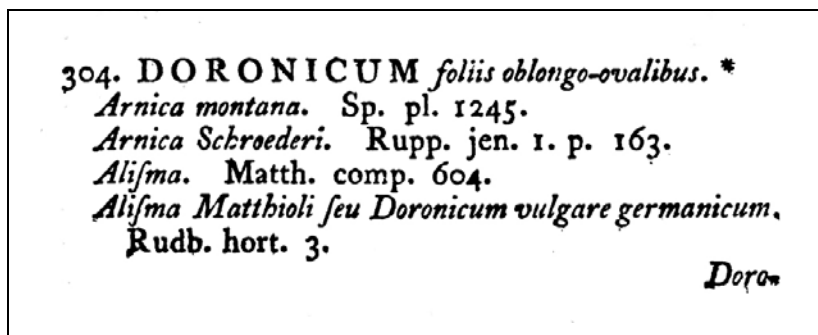 304. DORONICUM foliis oblongo-ovalibus. *
Arnica montana. Sp. pl. 1245.
Arnica Schroederi. Rupp. jen. 1. p. 163.
Aliſma. Matth. comp. 604.
Aliſma Matthioli ſeu Doronicum vulgare germanicum.
Rudb. hort. 3.
Doro-